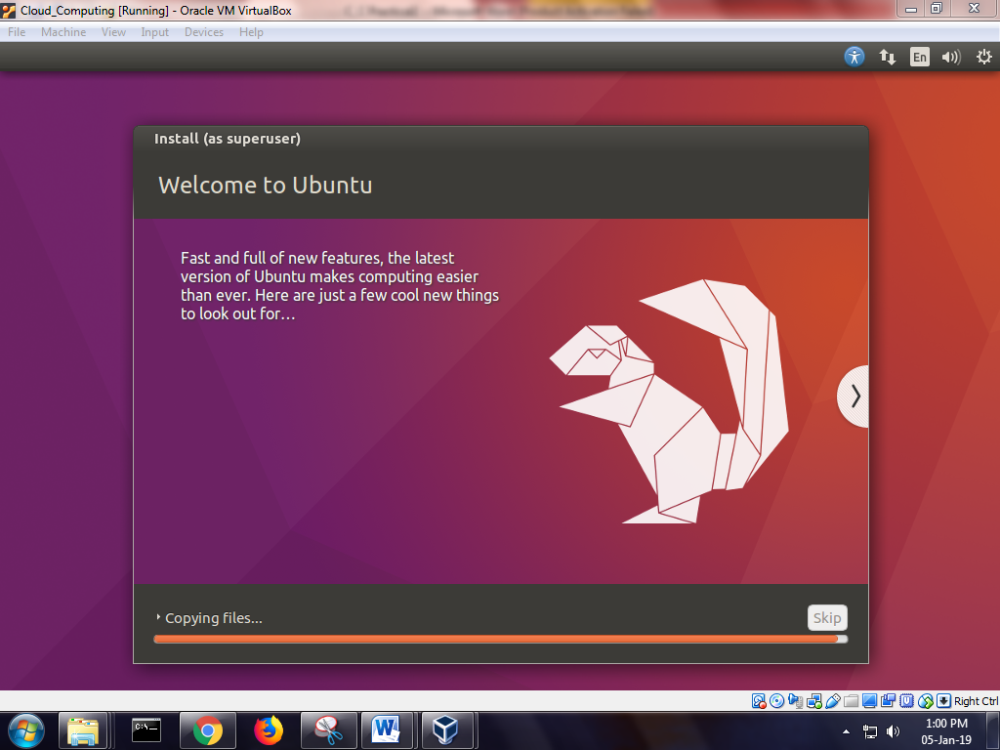 Cloud_Computing [Running] - Oracle VM VirtualBox
File Machine View Input Devices Help
En
Install (as superuser)
Welcome to Ubuntu
Fast and full of new features, the latest
version of Ubuntu makes computing easier
than ever. Here are just a few cool new things
to look out for…
Copying files...
Skip
Right Ctrl
C:\
W
1:00 PM
05-Jan-19